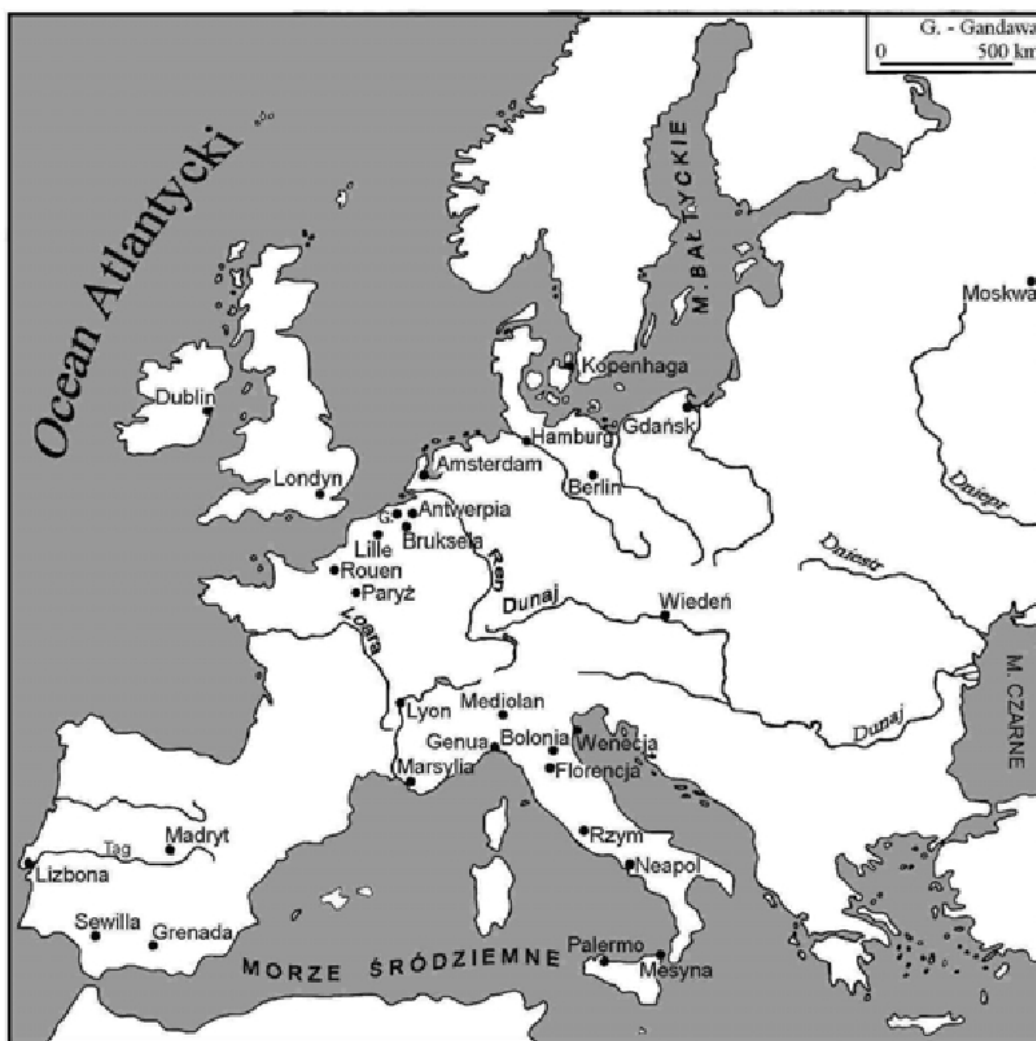 G. - Gandawa
0 500 km
Ocean Atlantycki
M. BAŁTYCKIE
Moskwa
Kopenhaga
Dublin
Gdańsk
Hamburg
Amsterdam
Berlin
Londyn
Dniepr
G.
Antwerpia
Bruksela
Lille
Ren
Dniestr
Rouen
Paryż
Dunaj
Wiedeń
Loara
M. CZARNE
Lyon
Mediolan
Dunaj
Genua
Bolonia
Wenecja
Marsylia
Florencja
Madryt
Rzym
Tag
Lizbona
Neapol
Sewilla
Grenada
Palermo
MORZE ŚRÓDZIEMNE
Mesyna